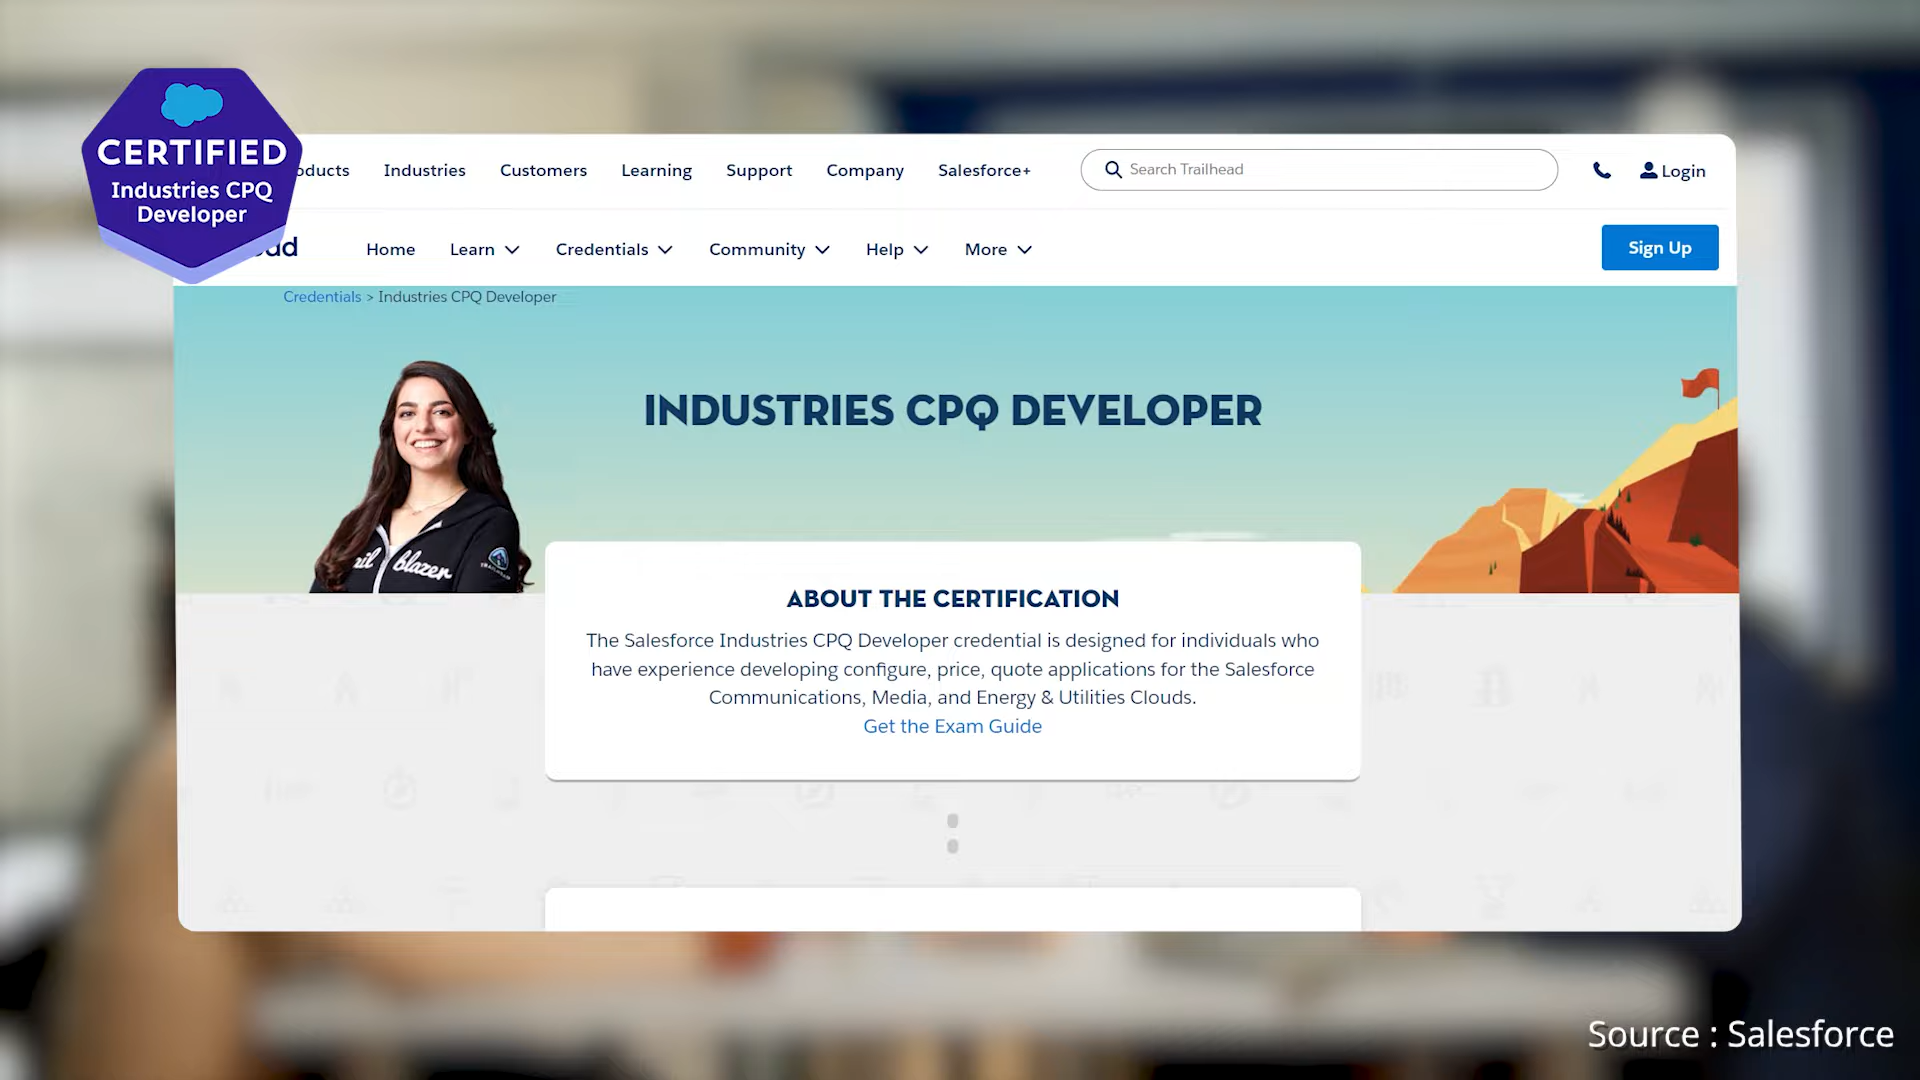 CERTIFIED
Industries CPQ
Developer
oducts Industries Customers Learning Support Company Salesforce+ Search Trailhead Login
ad Home Learn Credentials Community Help More Sign Up
Credentials > Industries CPQ Developer
INDUSTRIES CPQ DEVELOPER
ail blazer
ABOUT THE CERTIFICATION
The Salesforce Industries CPQ Developer credential is designed for individuals who
have experience developing configure, price, quote applications for the Salesforce
Communications, Media, and Energy & Utilities Clouds.
Get the Exam Guide
Source : Salesforce